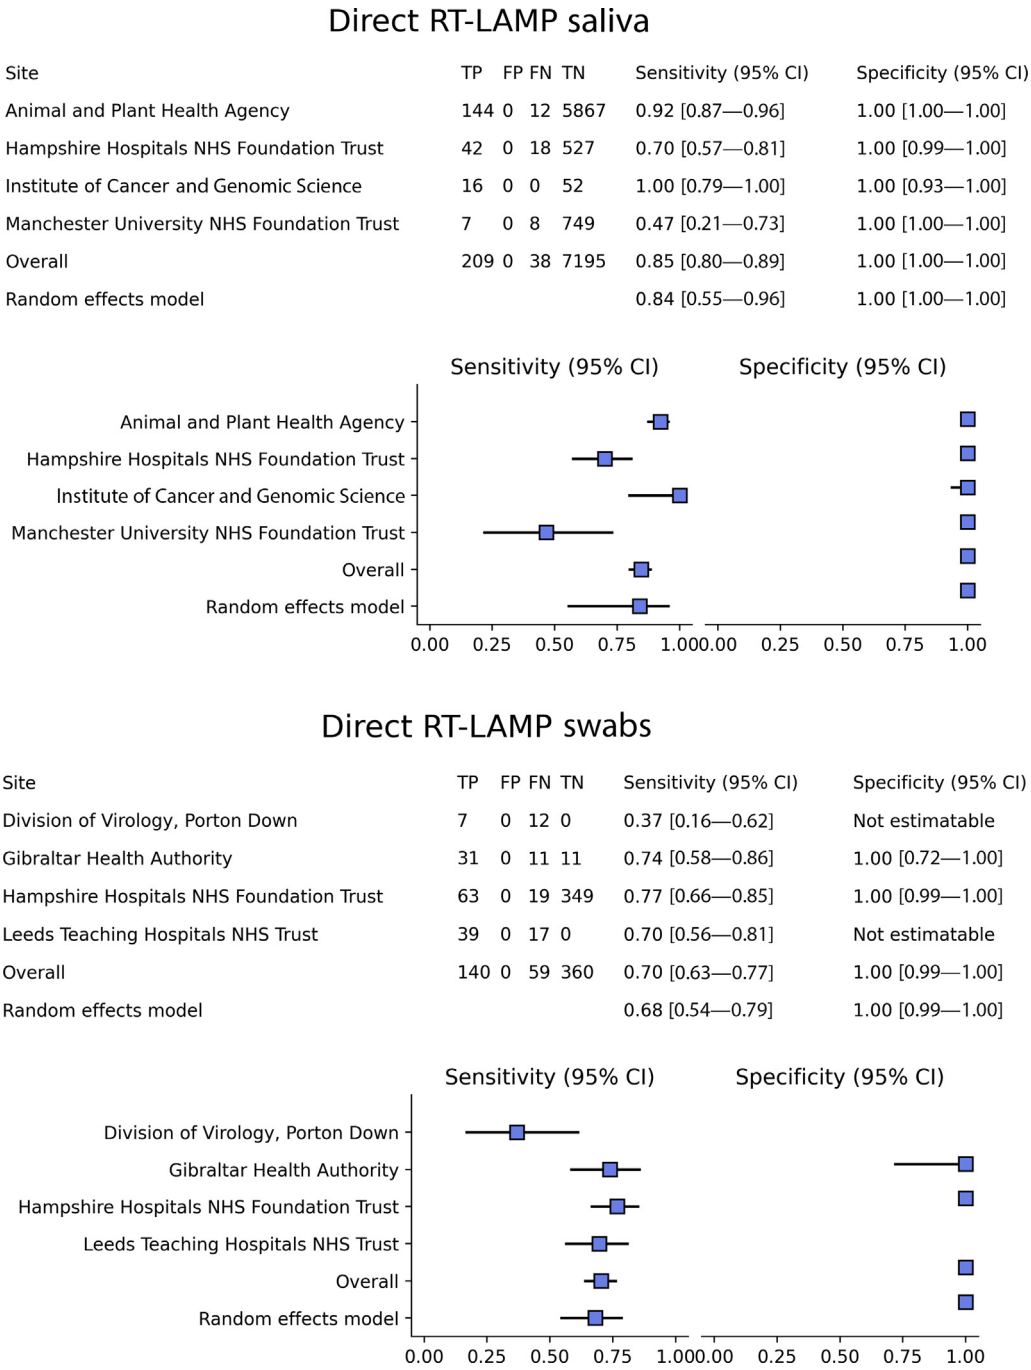 Direct RT-LAMP saliva
Site TP FP FN TN Sensitivity (95% CI) Specificity (95% CI)
Animal and Plant Health Agency 144 0 12 5867 0.92 [0.87—0.96] 1.00 [1.00—1.00]
Hampshire Hospitals NHS Foundation Trust 42 0 18 527 0.70 [0.57—0.81] 1.00 [0.99—1.00]
Institute of Cancer and Genomic Science 16 0 0 52 1.00 [0.79—1.00] 1.00 [0.93—1.00]
Manchester University NHS Foundation Trust 7 0 8 749 0.47 [0.21—0.73] 1.00 [1.00—1.00]
Overall 209 0 38 7195 0.85 [0.80—0.89] 1.00 [1.00—1.00]
Random effects model 0.84 [0.55—0.96] 1.00 [1.00—1.00]
Sensitivity (95% CI) Specificity (95% CI)
Animal and Plant Health Agency
Hampshire Hospitals NHS Foundation Trust
Institute of Cancer and Genomic Science
Manchester University NHS Foundation Trust
Overall
Random effects model
0.00 0.25 0.50 0.75 1.00 0.00 0.25 0.50 0.75 1.00
Direct RT-LAMP swabs
Site TP FP FN TN Sensitivity (95% CI) Specificity (95% CI)
Division of Virology, Porton Down 7 0 12 0 0.37 [0.16—0.62] Not estimatable
Gibraltar Health Authority 31 0 11 11 0.74 [0.58—0.86] 1.00 [0.72—1.00]
Hampshire Hospitals NHS Foundation Trust 63 0 19 349 0.77 [0.66—0.85] 1.00 [0.99—1.00]
Leeds Teaching Hospitals NHS Trust 39 0 17 0 0.70 [0.56—0.81] Not estimatable
Overall 140 0 59 360 0.70 [0.63—0.77] 1.00 [0.99—1.00]
Random effects model 0.68 [0.54—0.79] 1.00 [0.99—1.00]
Sensitivity (95% CI) Specificity (95% CI)
Division of Virology, Porton Down
Gibraltar Health Authority
Hampshire Hospitals NHS Foundation Trust
Leeds Teaching Hospitals NHS Trust
Overall
Random effects model
0.00 0.25 0.50 0.75 1.00 0.00 0.25 0.50 0.75 1.00